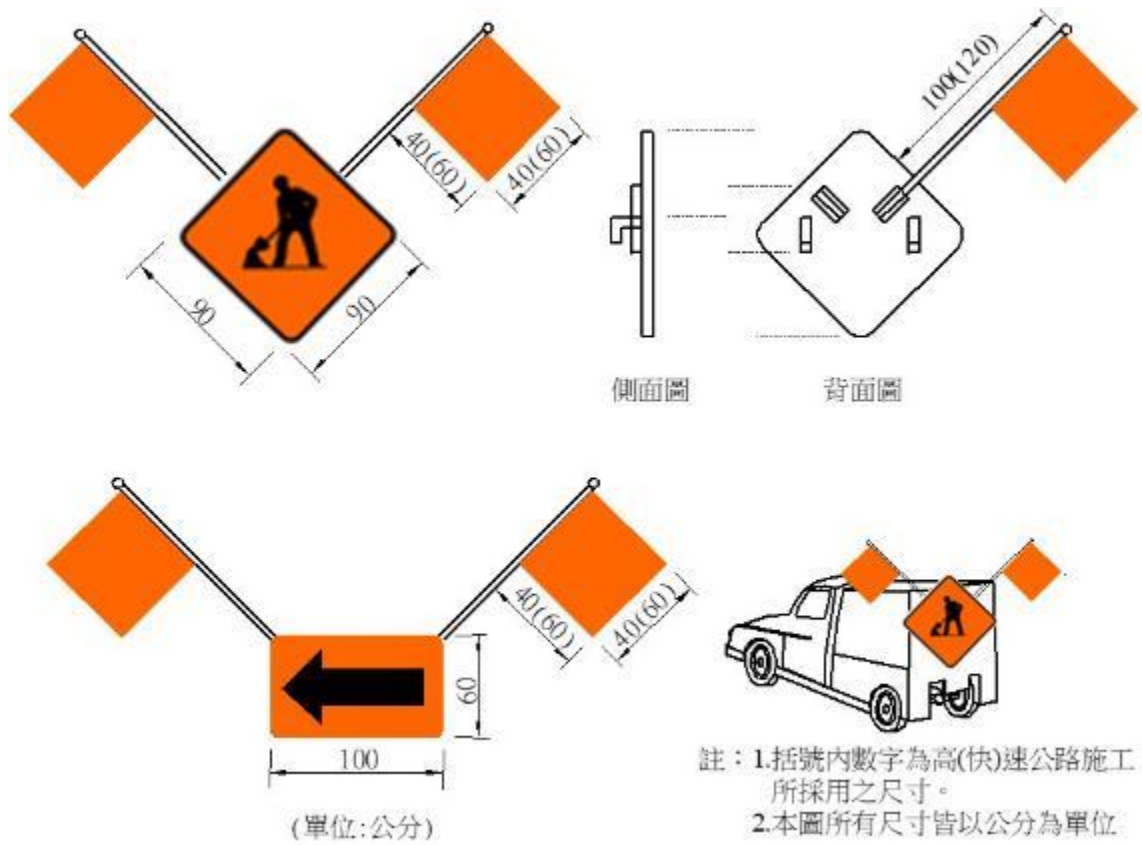 100(120)
40(60)
40(60)
90
90
側面圖
背面圖
40(60)
40(60)
60
100
(單位:公分)
註：1.括號內數字為高(快)速公路施工
所採用之尺寸。
2.本圖所有尺寸皆以公分為單位